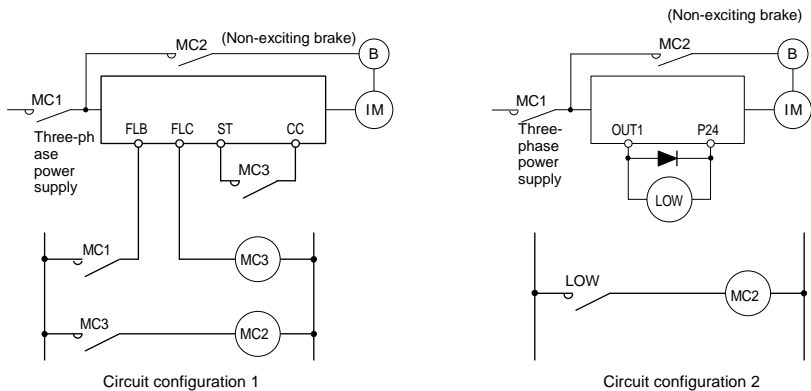 (Non-exciting brake)
MC2
B
MC1
IM
FLB
FLC
ST
CC
Three-ph
ase
power
supply
MC3
MC1
MC3
MC3
MC2
Circuit configuration 1
(Non-exciting brake)
MC2
B
MC1
IM
OUT1
P24
Three-
phase
power
supply
LOW
LOW
MC2
Circuit configuration 2